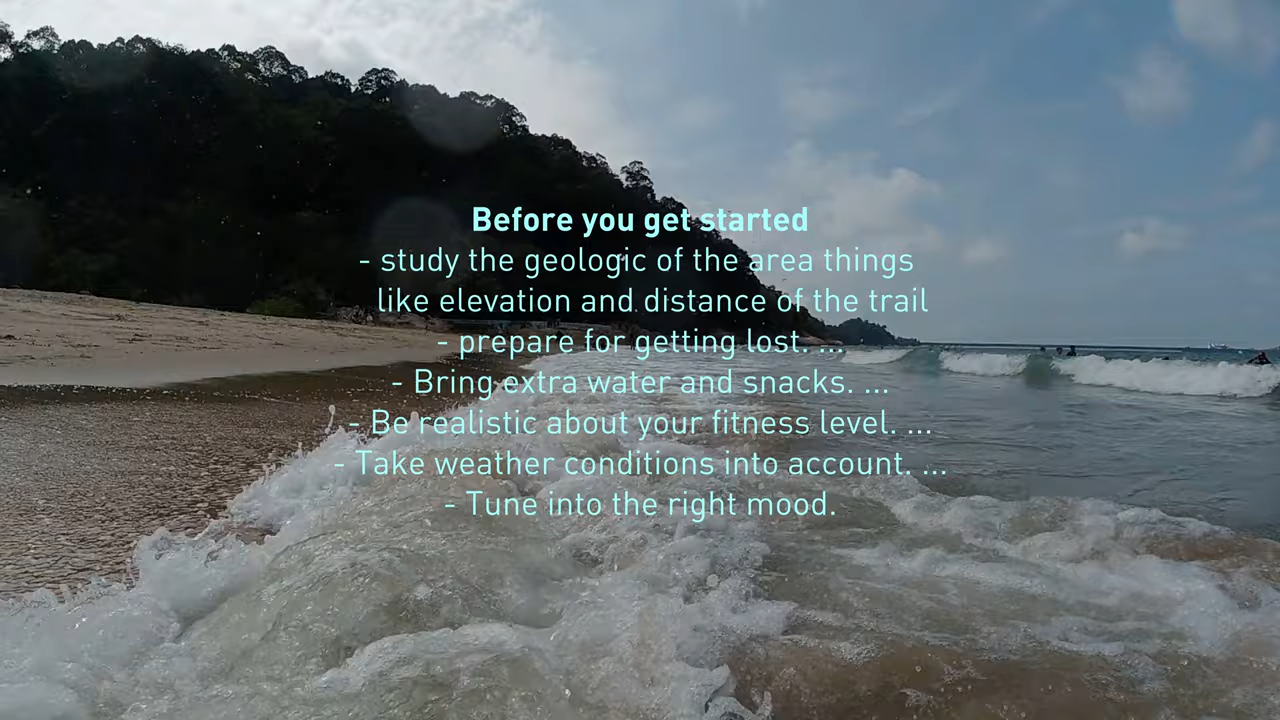 Before you get started
- study the geologic of the area things
like elevation and distance of the trail
- prepare for getting lost. ...
- Bring extra water and snacks. ...
- Be realistic about your fitness level. ...
- Take weather conditions into account. ...
- Tune into the right mood.